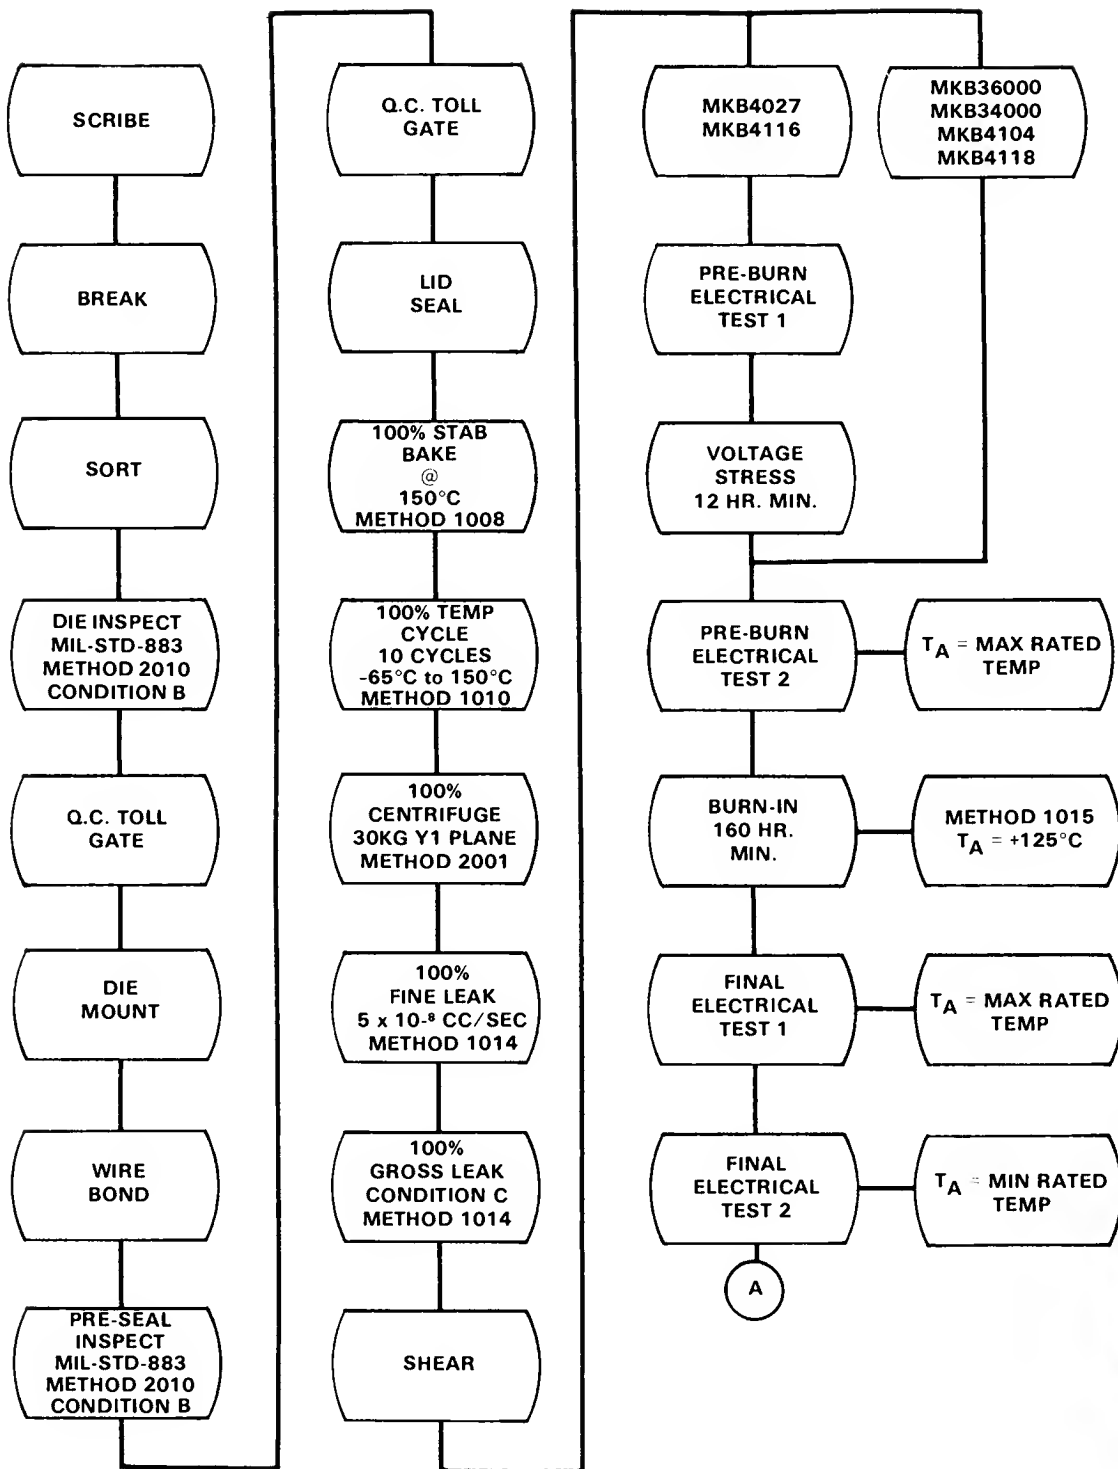 SCRIBE
BREAK
SORT
DIE INSPECT
MIL-STD-883
METHOD 2010
CONDITION B
Q.C. TOLL
GATE
DIE
MOUNT
WIRE
BOND
PRE-SEAL
INSPECT
MIL-STD-883
METHOD 2010
CONDITION B
Q.C. TOLL
GATE
LID
SEAL
100% STAB
BAKE
@
150°C
METHOD 1008
100% TEMP
CYCLE
10 CYCLES
-65°C to 150°C
METHOD 1010
100%
CENTRIFUGE
30KG Y1 PLANE
METHOD 2001
100%
FINE LEAK
5 x 10-⁸ CC/SEC
METHOD 1014
100%
GROSS LEAK
CONDITION C
METHOD 1014
SHEAR
MKB4027
MKB4116
MKB36000
MKB34000
MKB4104
MKB4118
PRE-BURN
ELECTRICAL
TEST 1
VOLTAGE
STRESS
12 HR. MIN.
PRE-BURN
ELECTRICAL
TEST 2
TA = MAX RATED
TEMP
BURN-IN
160 HR.
MIN.
METHOD 1015
TA = +125°C
FINAL
ELECTRICAL
TEST 1
TA = MAX RATED
TEMP
FINAL
ELECTRICAL
TEST 2
TA = MIN RATED
TEMP
A